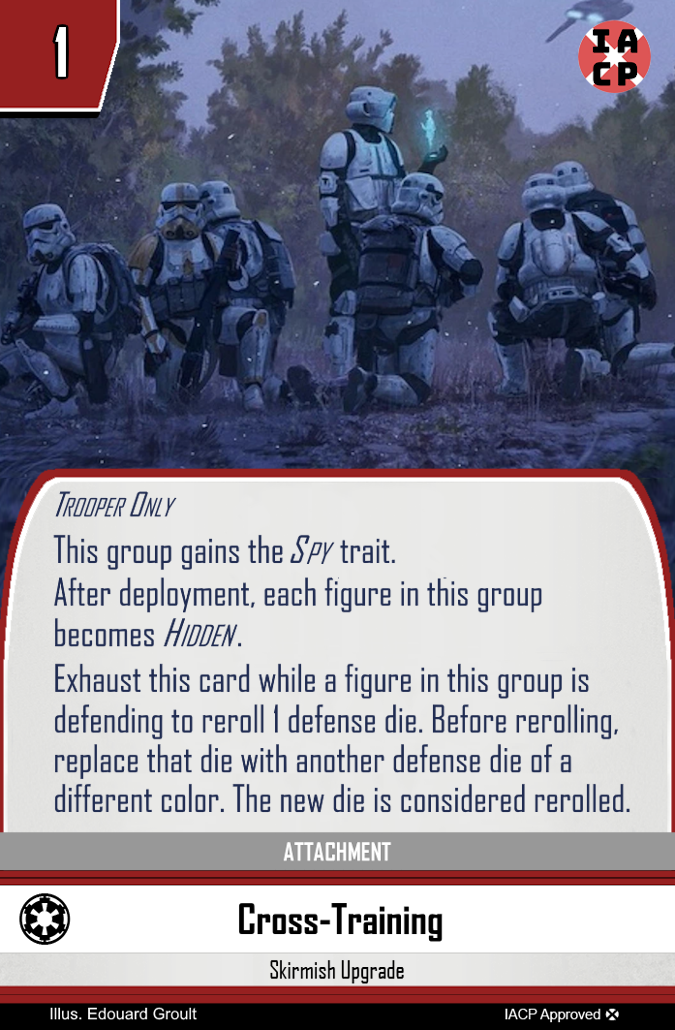 1
IA
CP
Trooper Only
This group gains the Spy trait.
After deployment, each figure in this group
becomes Hidden.
Exhaust this card while a figure in this group is
defending to reroll 1 defense die. Before rerolling,
replace that die with another defense die of a
different color. The new die is considered rerolled.
ATTACHMENT
Cross-Training
Skirmish Upgrade
Illus. Edouard Groult
IACP Approved